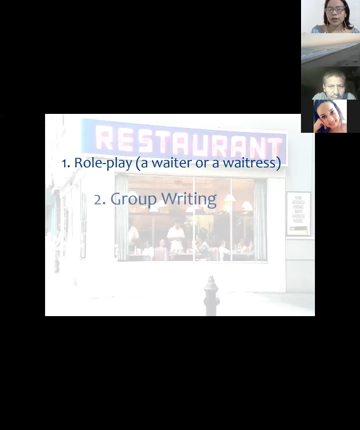 RESTAURANT
1. Role-play (a waiter or a waitress)
2. Group Writing